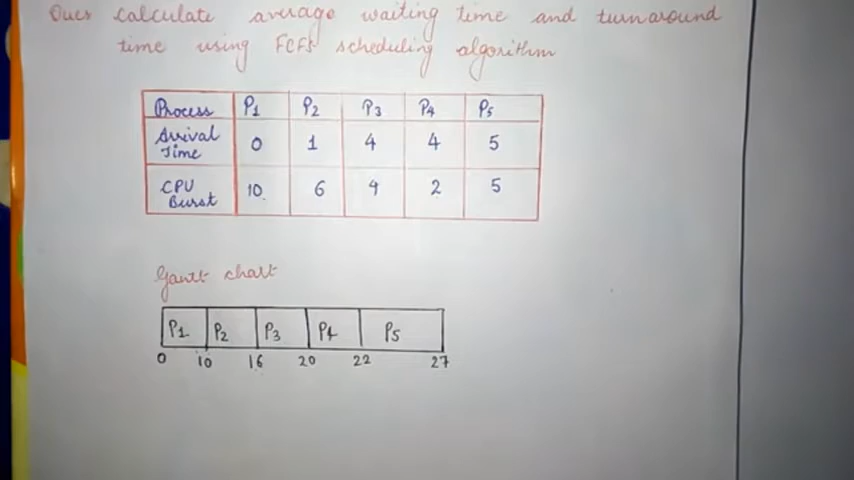 Ques calculate average waiting time and turnaround
time using FCFS scheduling algorithm
Process P1 P2 P3 P4 P5
Arrival Time 0 1 4 4 5
CPU Burst 10 6 4 2 5
Gantt chart
P1 P2 P3 P4 P5
0 10 16 20 22 27